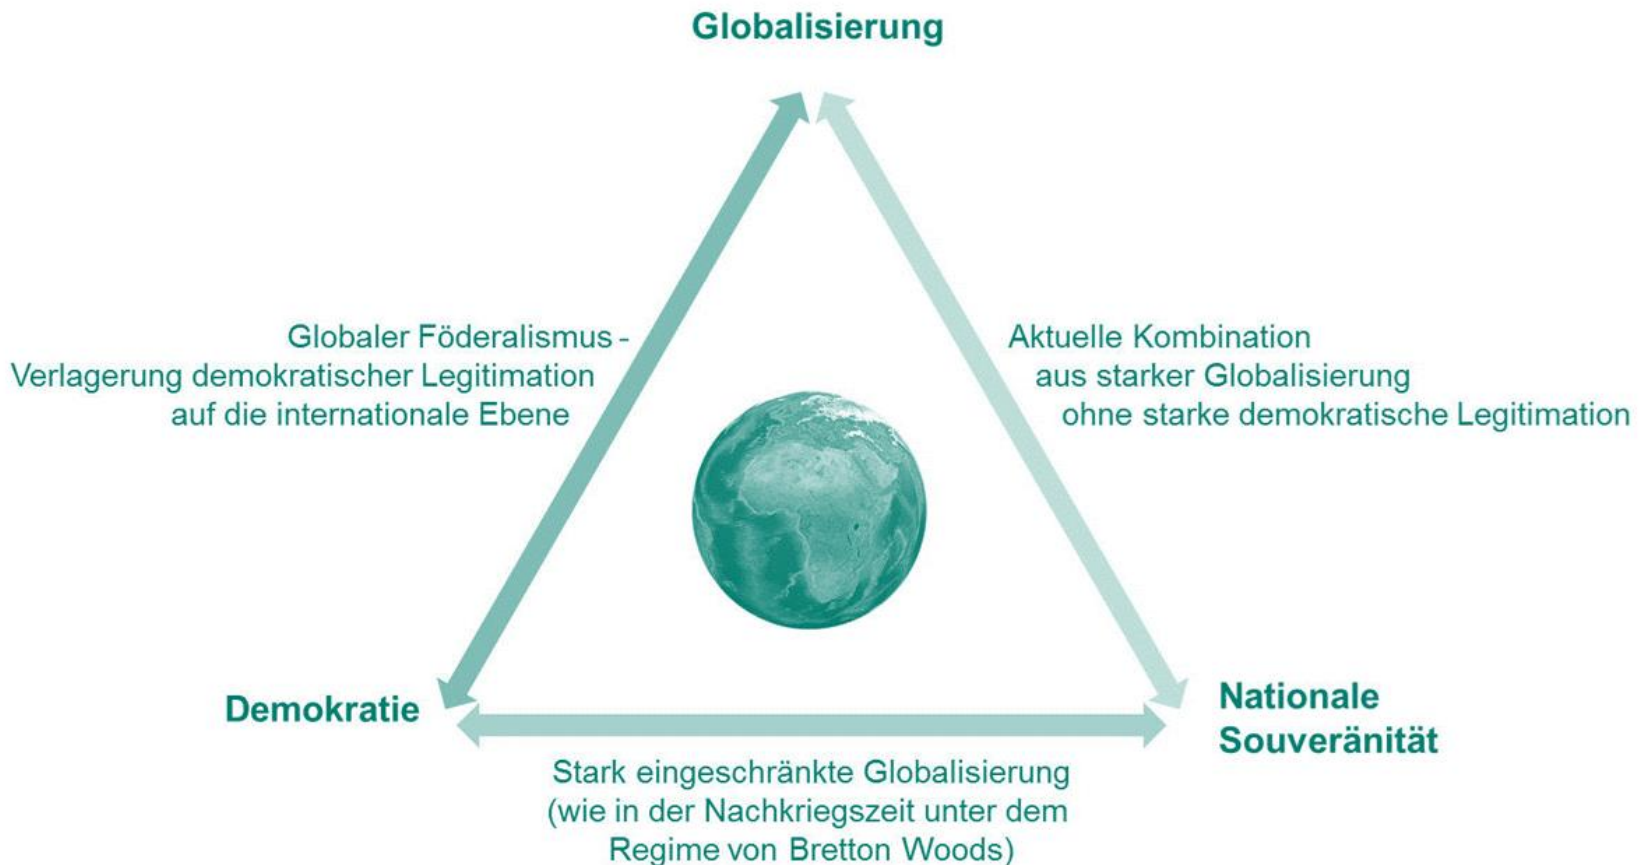 Globalisierung
Globaler Föderalismus -
Verlagerung demokratischer Legitimation
auf die internationale Ebene
Aktuelle Kombination
aus starker Globalisierung
ohne starke demokratische Legitimation
Demokratie
Nationale
Souveränität
Stark eingeschränkte Globalisierung
(wie in der Nachkriegszeit unter dem
Regime von Bretton Woods)